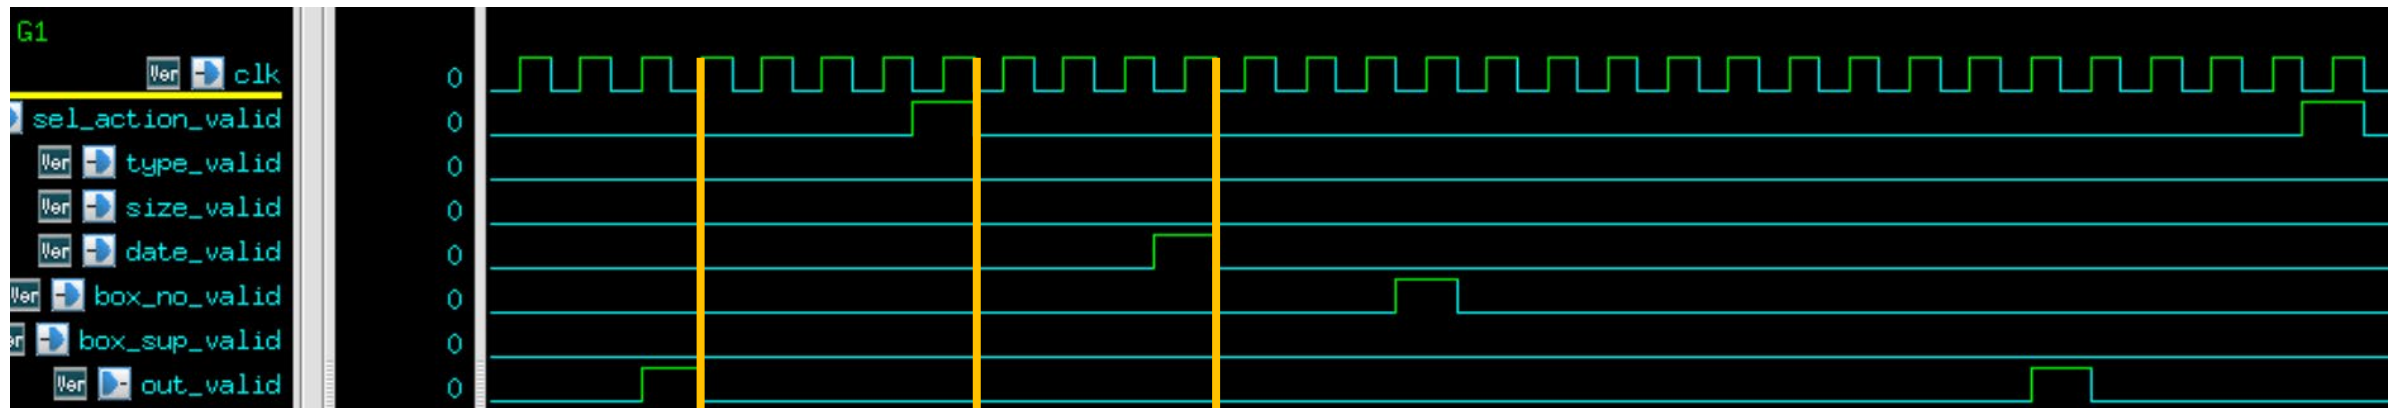 G1
Ver clk 0
sel_action_valid 0
Ver type_valid 0
Ver size_valid 0
Ver date_valid 0
Ver box_no_valid 0
box_sup_valid 0
Ver out_valid 0